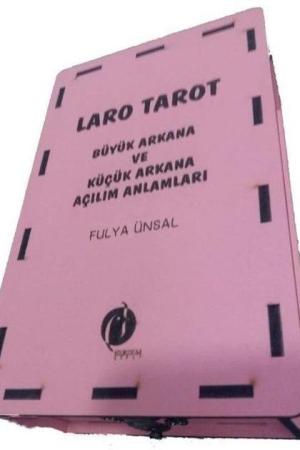 LARO TAROT
BÜYÜK ARKANA
VE
KÜÇÜK ARKANA
AÇILIM ANLAMLARI
FULYA ÜNSAL